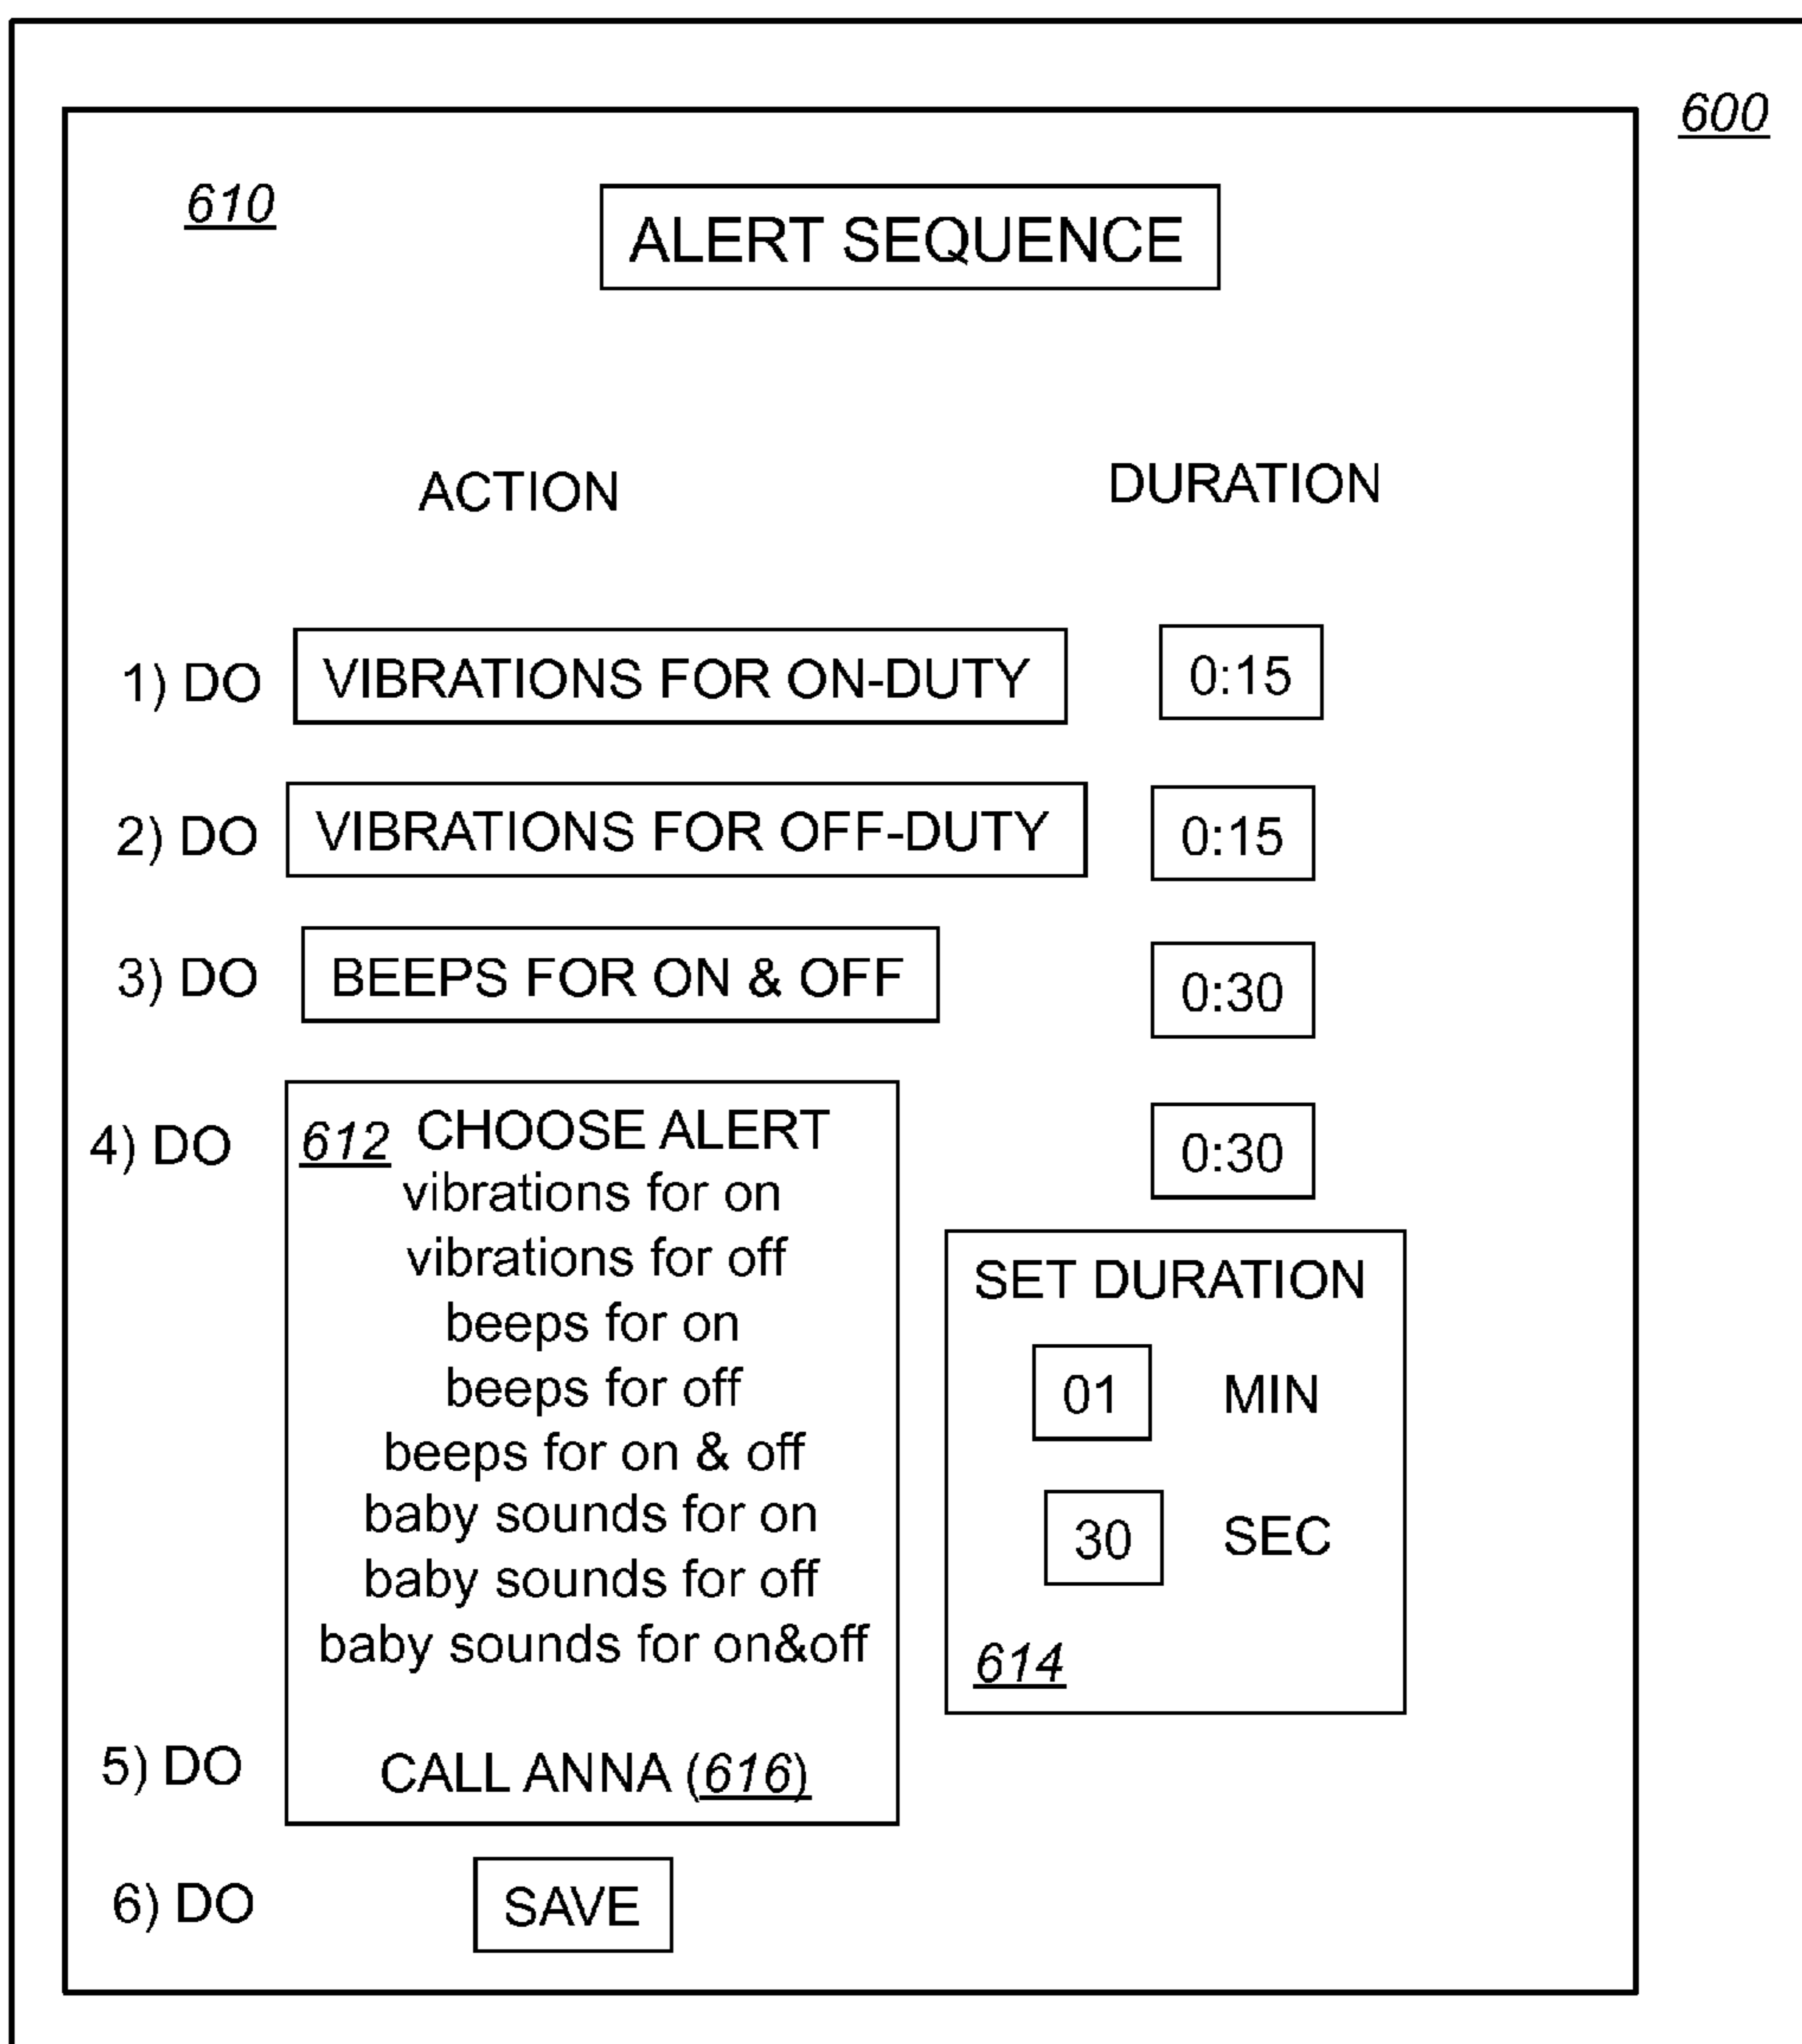 600
610
ALERT SEQUENCE
ACTION DURATION
1) DO VIBRATIONS FOR ON-DUTY 0:15
2) DO VIBRATIONS FOR OFF-DUTY 0:15
3) DO BEEPS FOR ON & OFF 0:30
4) DO 612 CHOOSE ALERT 0:30
vibrations for on
vibrations for off
beeps for on
beeps for off
beeps for on & off
baby sounds for on
baby sounds for off
baby sounds for on&off
SET DURATION
01 MIN
30 SEC
614
5) DO CALL ANNA (616)
6) DO SAVE